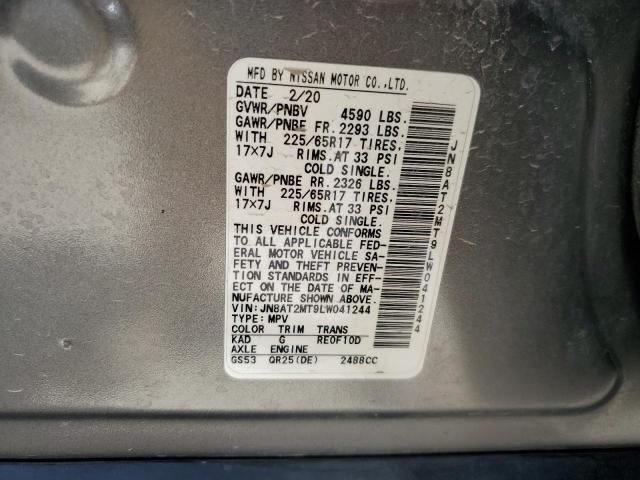 MFD BY NISSAN MOTOR CO.,LTD.
DATE 2/20
GVWR/PNBV 4590 LBS.
GAWR/PNBE FR. 2293 LBS.
WITH 225/65R17 TIRES,
17×7J RIMS.AT 33 PSI
COLD SINGLE.
GAWR/PNBE RR. 2326 LBS.
WITH 225/65R17 TIRES,
17×7J RIMS.AT 33 PSI
COLD SINGLE.
THIS VEHICLE CONFORMS
TO ALL APPLICABLE FED-
ERAL MOTOR VEHICLE SA-
FETY AND THEFT PREVEN-
TION STANDARDS IN EFF-
ECT ON THE DATE OF MA-
NUFACTURE SHOWN ABOVE.
VIN:JN8AT2MT9LW041244
TYPE:MPV
COLOR TRIM TRANS
KAD G RE0F10D
AXLE ENGINE
GS53 QR25(DE) 2488CC
JN8AT2MT9LW041244